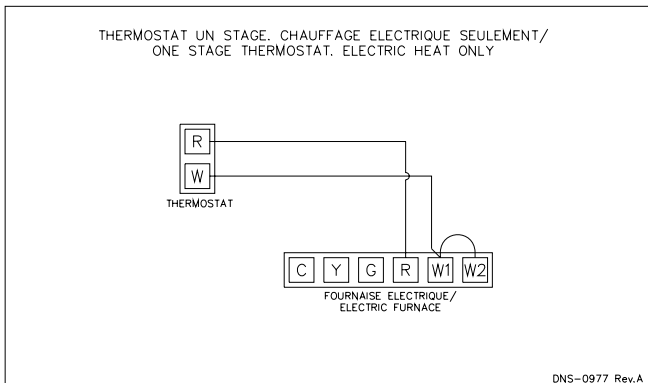 THERMOSTAT UN STAGE. CHAUFFAGE ELECTRIQUE SEULEMENT/
ONE STAGE THERMOSTAT. ELECTRIC HEAT ONLY
R
W
THERMOSTAT
C Y G R W1 W2
FOURNAISE ELECTRIQUE/
ELECTRIC FURNACE
DNS-0977 Rev.A